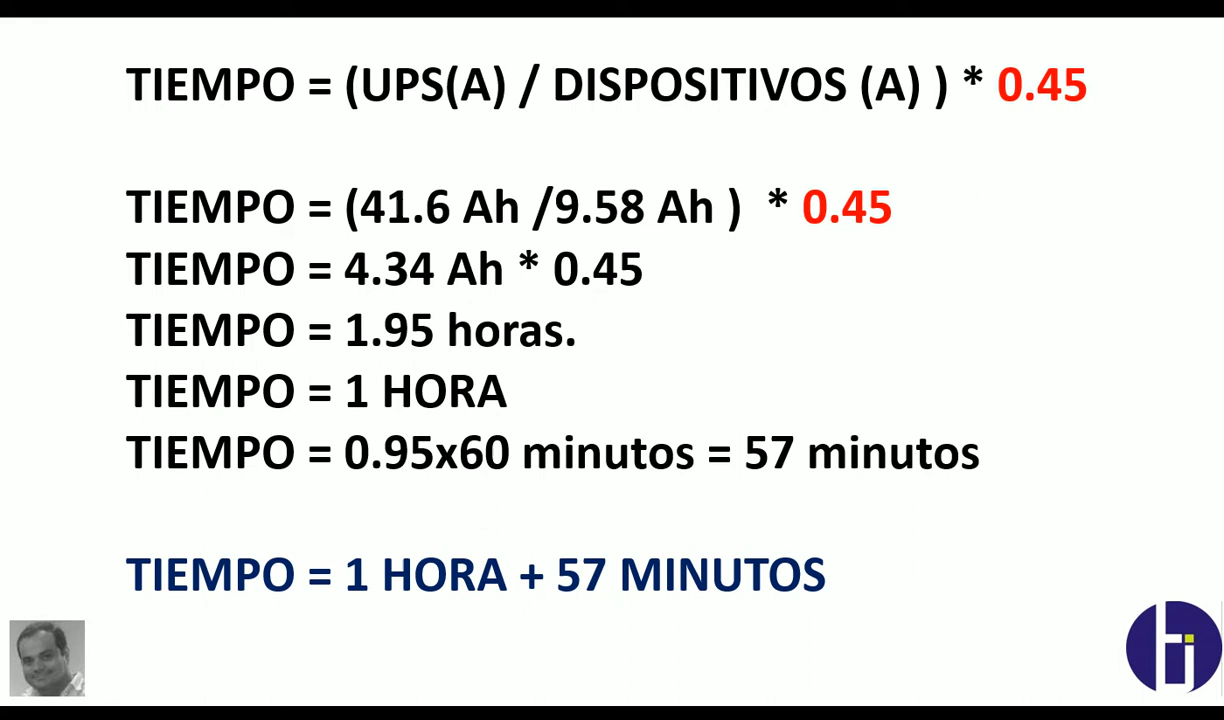 TIEMPO = (UPS(A) / DISPOSITIVOS (A) ) * 0.45
TIEMPO = (41.6 Ah /9.58 Ah ) * 0.45
TIEMPO = 4.34 Ah * 0.45
TIEMPO = 1.95 horas.
TIEMPO = 1 HORA
TIEMPO = 0.95x60 minutos = 57 minutos
TIEMPO = 1 HORA + 57 MINUTOS